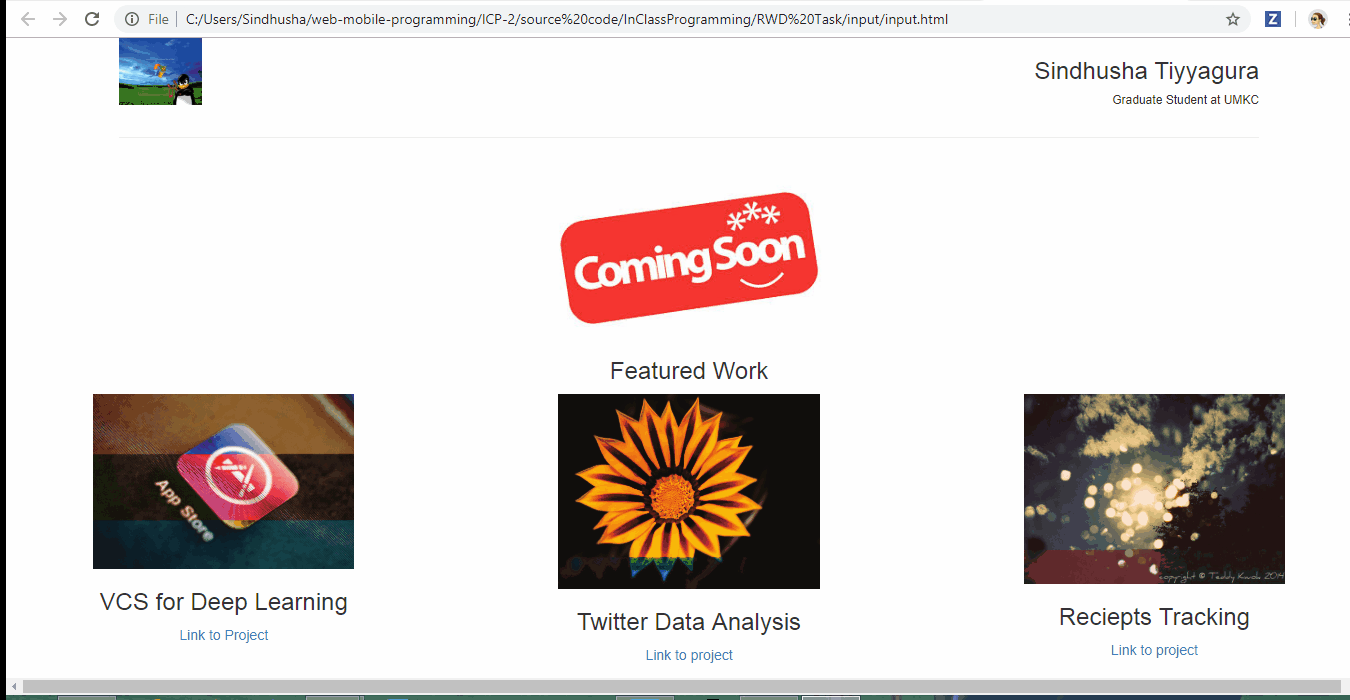 File
C:/Users/Sindhusha/web-mobile-programming/ICP-2/source%20code/InClassProgramming/RWD%20Task/input/input.html
Z
Sindhusha Tiyyagura
Graduate Student at UMKC
***
Coming Soon
Featured Work
App Store
copyright © Teddy Kwok 2014
VCS for Deep Learning
Link to Project
Twitter Data Analysis
Link to project
Reciepts Tracking
Link to project